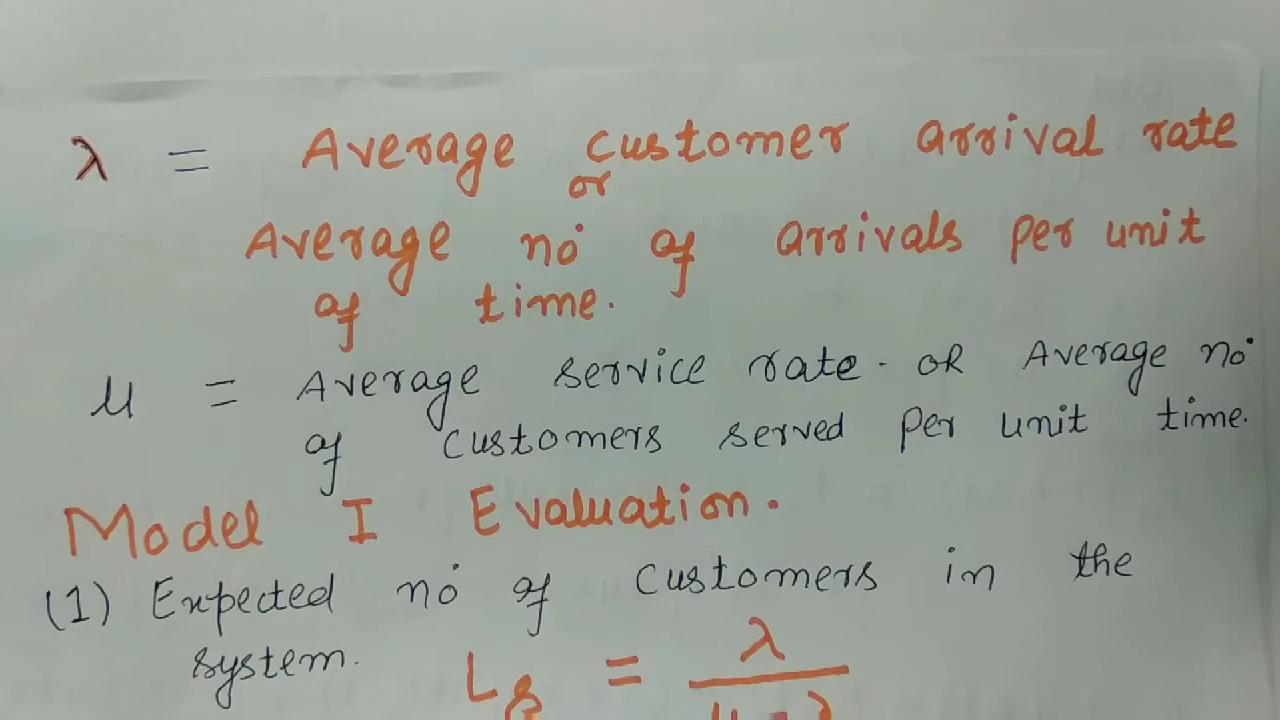 λ = Average customer arrival rate
or
Average no of arrivals per unit
of time.
μ = Average service rate. OR Average no
of customers served per unit time.
Model I Evaluation.
(1) Expected no of customers in the
system. Ls = λ
μ - λ